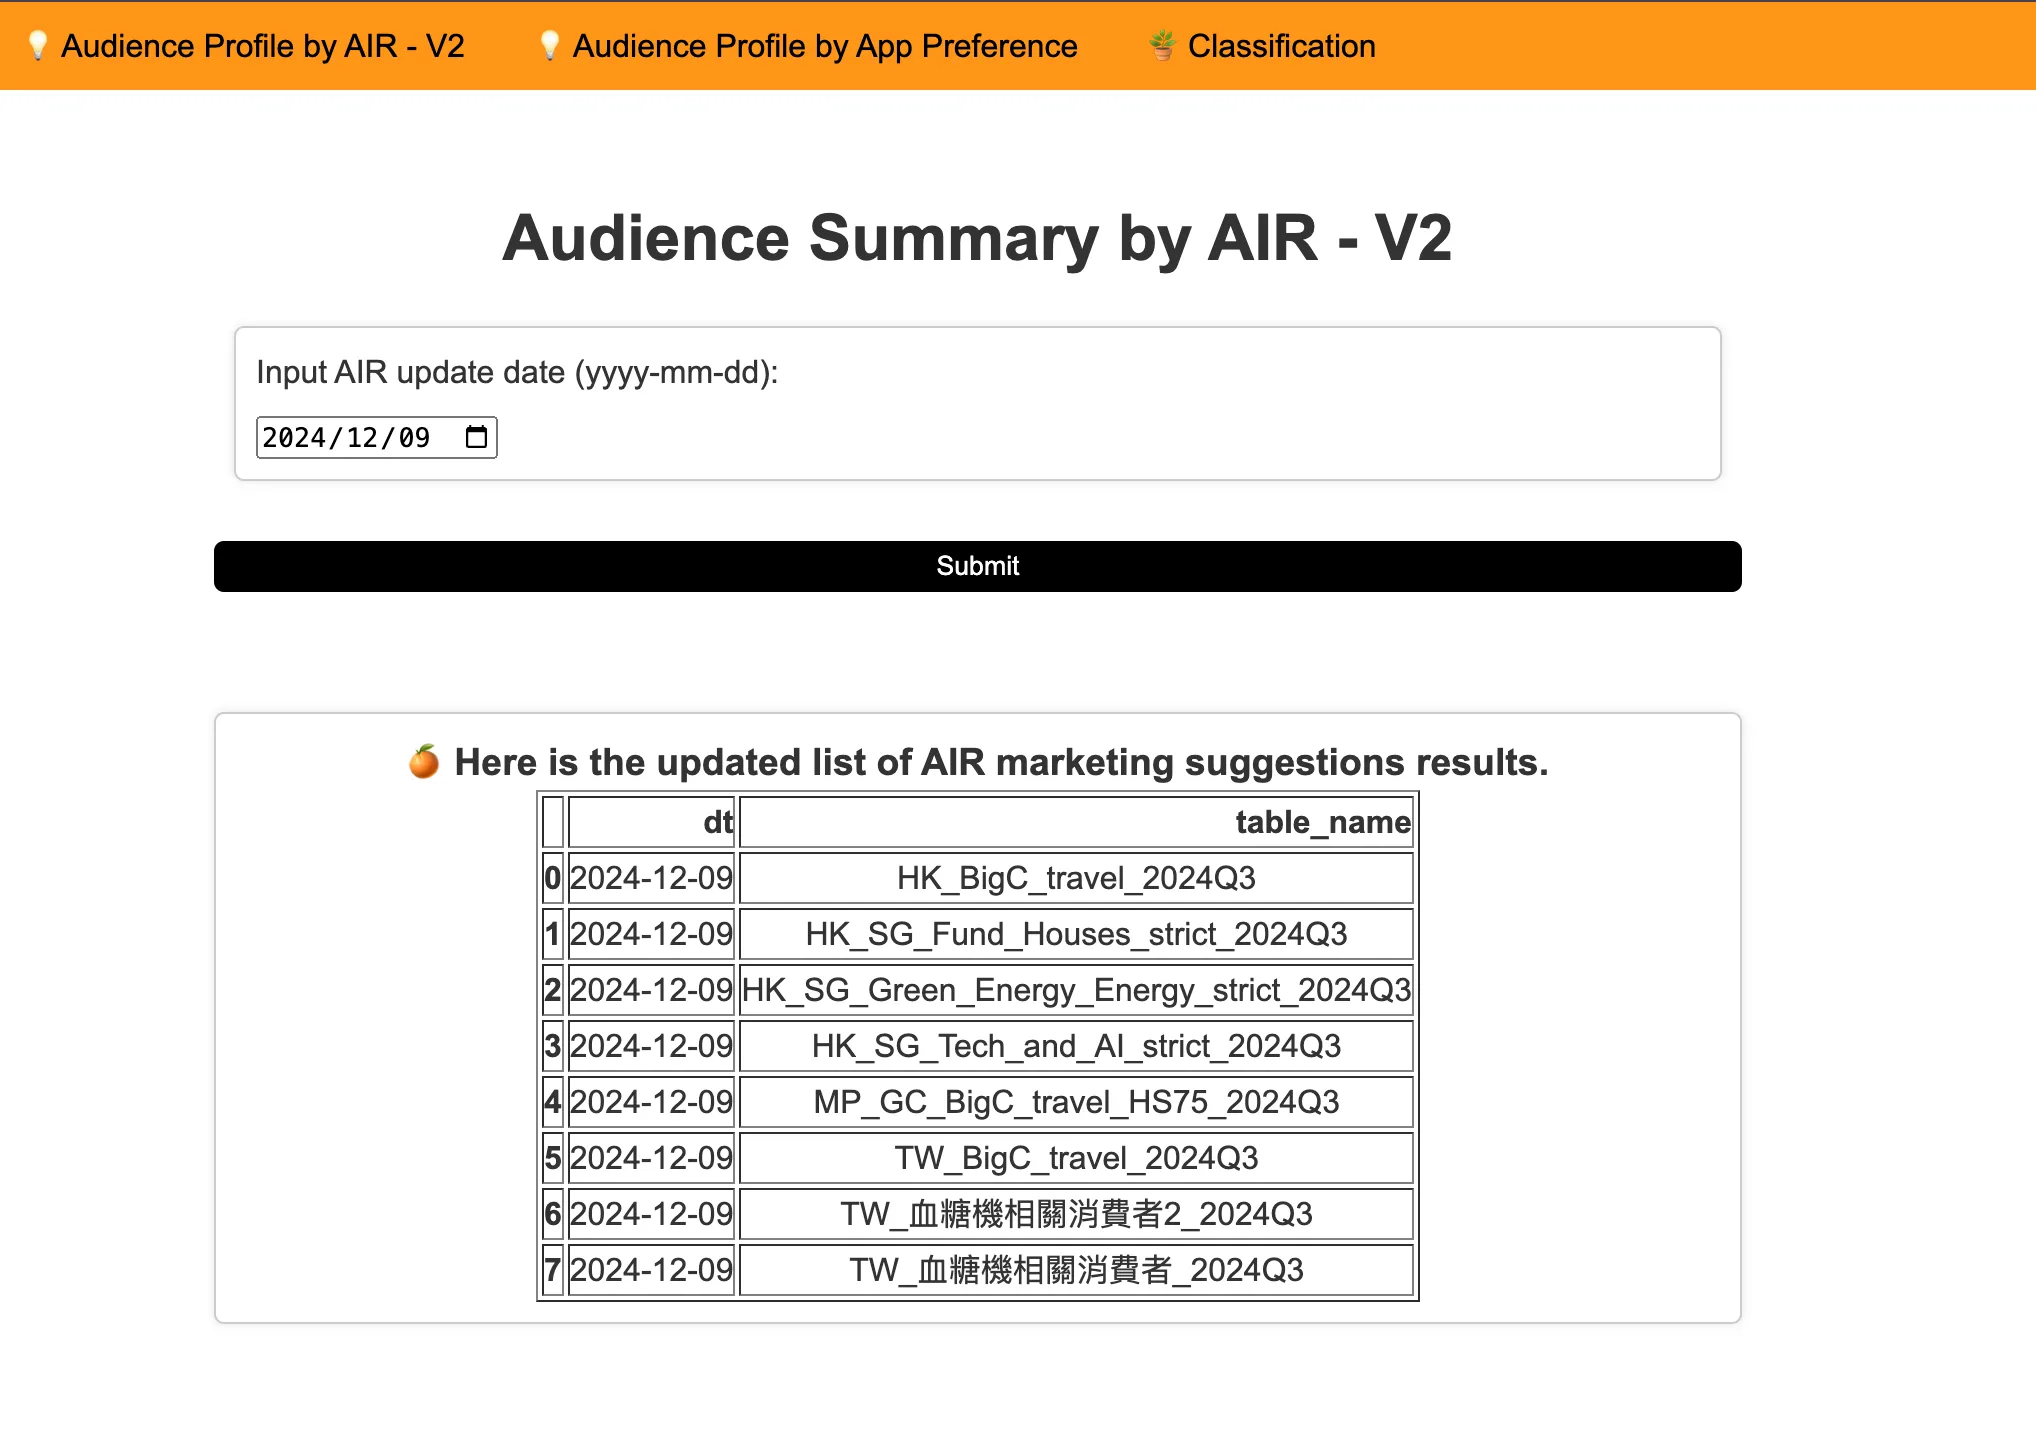 💡 Audience Profile by AIR - V2 💡 Audience Profile by App Preference 🪴 Classification
Audience Summary by AIR - V2
Input AIR update date (yyyy-mm-dd):
2024/12/09
Submit
🍊 Here is the updated list of AIR marketing suggestions results.
dt table_name
0 2024-12-09 HK_BigC_travel_2024Q3
1 2024-12-09 HK_SG_Fund_Houses_strict_2024Q3
2 2024-12-09 HK_SG_Green_Energy_Energy_strict_2024Q3
3 2024-12-09 HK_SG_Tech_and_AI_strict_2024Q3
4 2024-12-09 MP_GC_BigC_travel_HS75_2024Q3
5 2024-12-09 TW_BigC_travel_2024Q3
6 2024-12-09 TW_血糖機相關消費者2_2024Q3
7 2024-12-09 TW_血糖機相關消費者_2024Q3